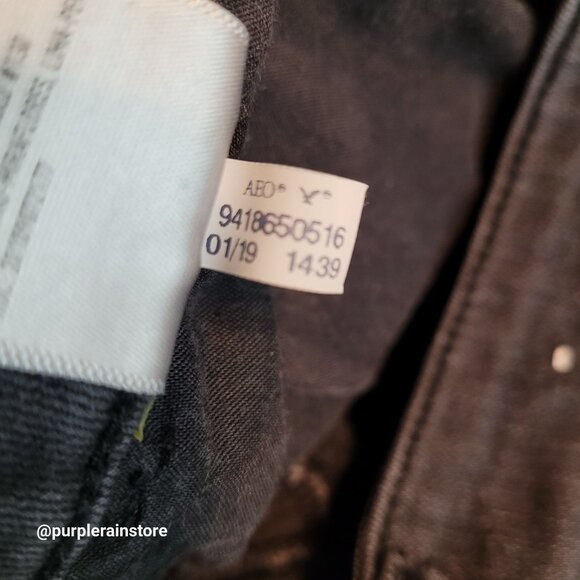 AEO® ®
9418650516
01/19 1439
@purplerainstore